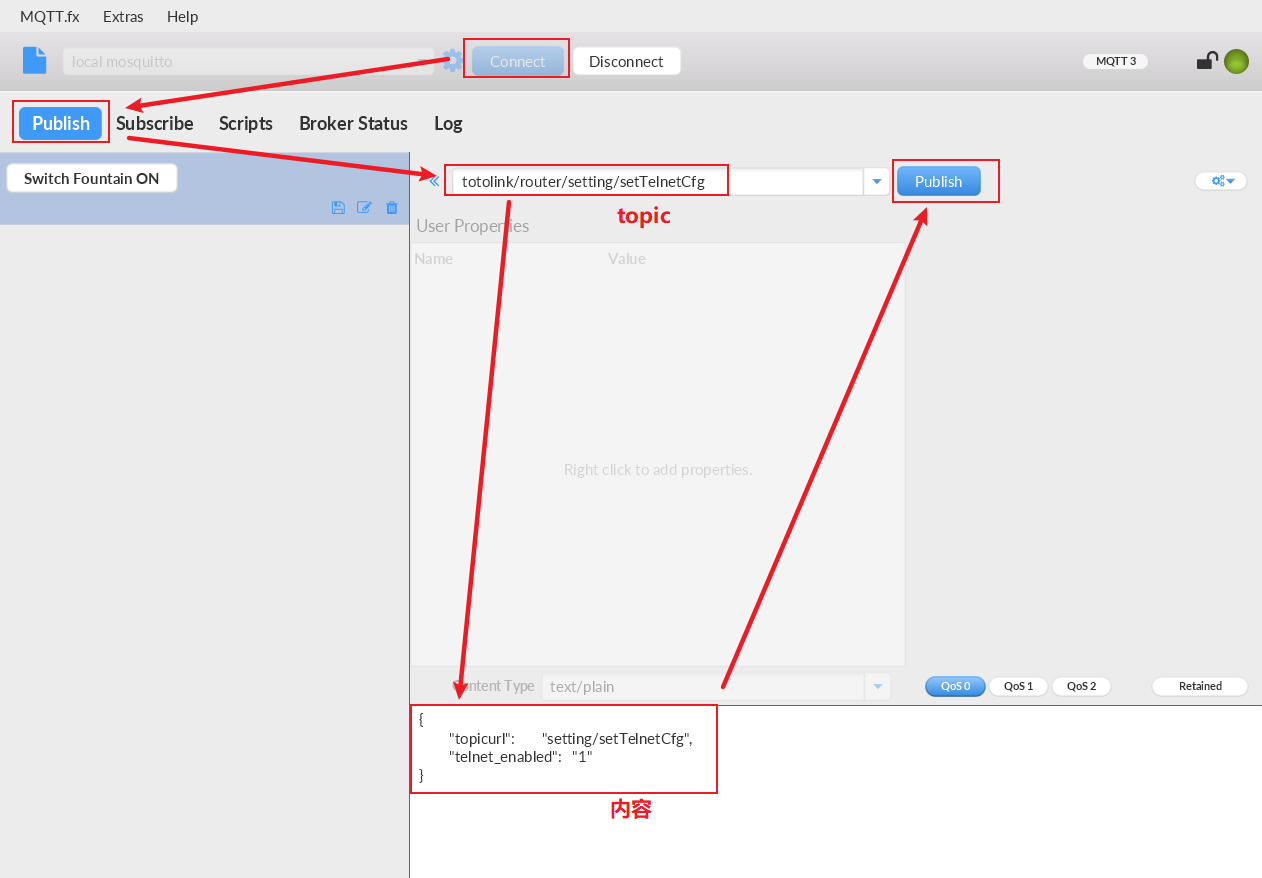 MQTT.fx Extras Help
local mosquitto Connect Disconnect MQTT 3
Publish Subscribe Scripts Broker Status Log
Switch Fountain ON
totolink/router/setting/setTelnetCfg Publish
topic
User Properties
Name Value
Right click to add properties.
Content Type text/plain QoS 0 QoS 1 QoS 2 Retained
{
"topicurl": "setting/setTelnetCfg",
"telnet_enabled": "1"
}
内容